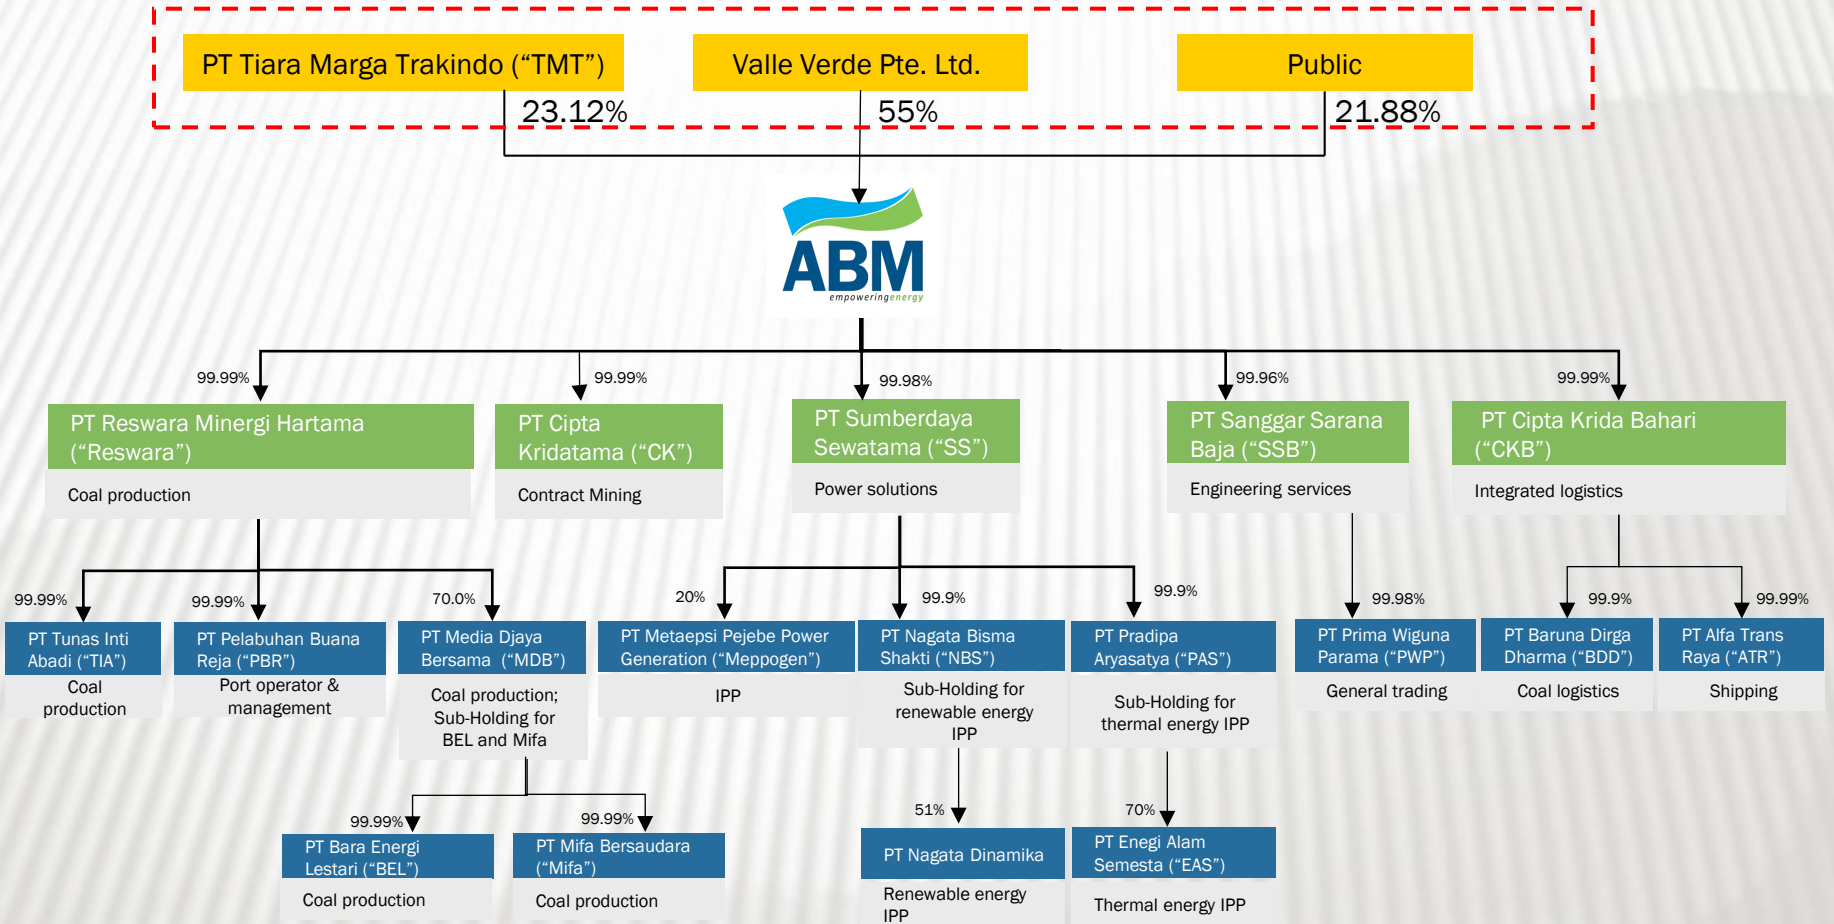 PT Tiara Marga Trakindo (“TMT”)
Valle Verde Pte. Ltd.
Public
23.12%
55%
21.88%
ABM
empoweringenergy
99.99%
99.99%
99.98%
99.96%
99.99%
PT Reswara Minergi Hartama
(“Reswara”)
Coal production
PT Cipta
Kridatama (“CK”)
Contract Mining
PT Sumberdaya
Sewatama (“SS”)
Power solutions
PT Sanggar Sarana
Baja (“SSB”)
Engineering services
PT Cipta Krida Bahari
(“CKB”)
Integrated logistics
99.99%
99.99%
70.0%
20%
99.9%
99.9%
99.98%
99.9%
99.99%
PT Tunas Inti
Abadi (“TIA”)
Coal
production
PT Pelabuhan Buana
Reja (“PBR”)
Port operator &
management
PT Media Djaya
Bersama (“MDB”)
Coal production;
Sub-Holding for
BEL and Mifa
PT Metaepsi Pejebe Power
Generation (“Meppogen”)
IPP
PT Nagata Bisma
Shakti (“NBS”)
Sub-Holding for
renewable energy
IPP
PT Pradipa
Aryasatya (“PAS”)
Sub-Holding for
thermal energy IPP
PT Prima Wiguna
Parama (“PWP”)
General trading
PT Baruna Dirga
Dharma (“BDD”)
Coal logistics
PT Alfa Trans
Raya (“ATR”)
Shipping
99.99%
99.99%
51%
70%
PT Bara Energi
Lestari (“BEL”)
Coal production
PT Mifa Bersaudara
(“Mifa”)
Coal production
PT Nagata Dinamika
Renewable energy
IPP
PT Enegi Alam
Semesta (“EAS”)
Thermal energy IPP